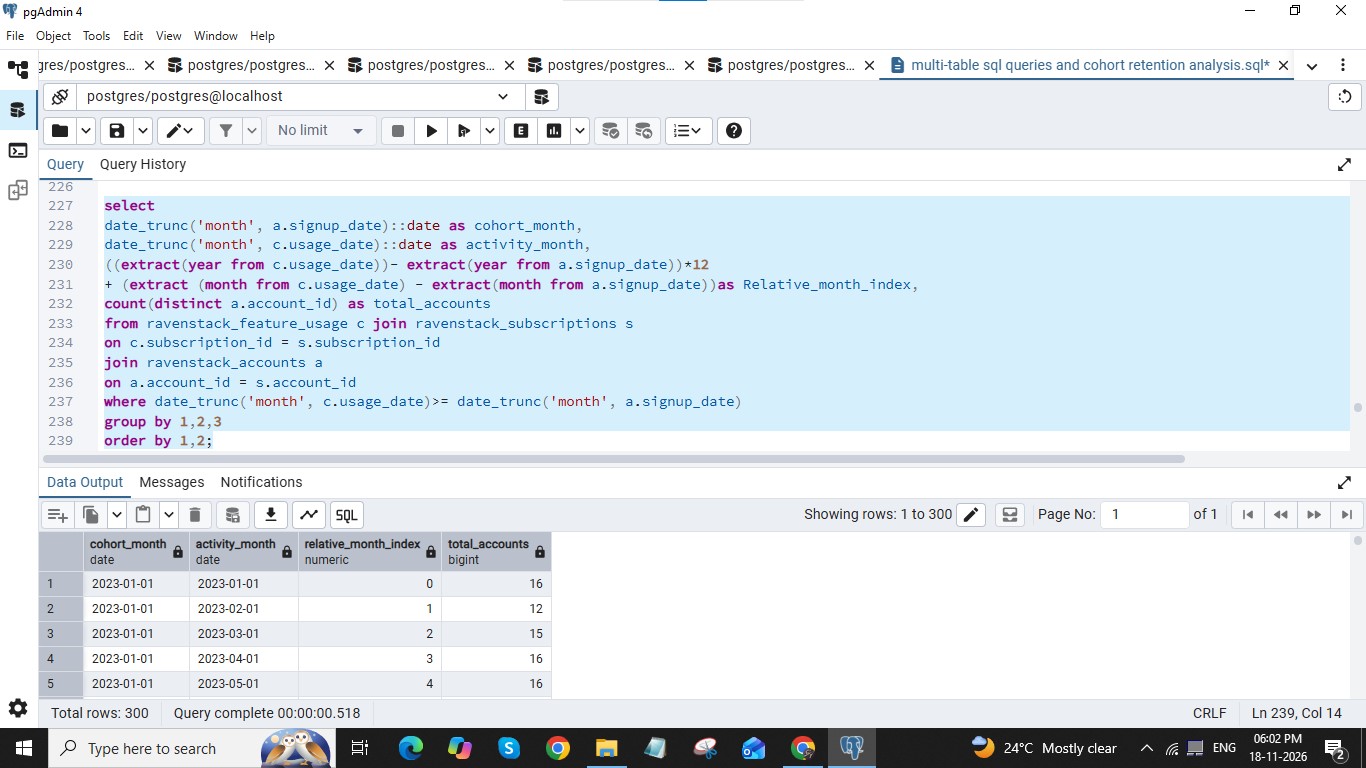 pgAdmin 4
File Object Tools Edit View Window Help
gres/postgres... postgres/postgres... postgres/postgres... postgres/postgres... postgres/postgres... multi-table sql queries and cohort retention analysis.sql*
postgres/postgres@localhost
No limit
E
Query Query History
226
227 select
228 date_trunc('month', a.signup_date)::date as cohort_month,
229 date_trunc('month', c.usage_date)::date as activity_month,
230 ((extract(year from c.usage_date))- extract(year from a.signup_date))*12
231 + (extract (month from c.usage_date) - extract(month from a.signup_date))as Relative_month_index,
232 count(distinct a.account_id) as total_accounts
233 from ravenstack_feature_usage c join ravenstack_subscriptions s
234 on c.subscription_id = s.subscription_id
235 join ravenstack_accounts a
236 on a.account_id = s.account_id
237 where date_trunc('month', c.usage_date)>= date_trunc('month', a.signup_date)
238 group by 1,2,3
239 order by 1,2;
Data Output Messages Notifications
SQL Showing rows: 1 to 300 Page No: 1 of 1
cohort_month activity_month relative_month_index total_accounts
date date numeric bigint
1 2023-01-01 2023-01-01 0 16
2 2023-01-01 2023-02-01 1 12
3 2023-01-01 2023-03-01 2 15
4 2023-01-01 2023-04-01 3 16
5 2023-01-01 2023-05-01 4 16
Total rows: 300 Query complete 00:00:00.518 CRLF Ln 239, Col 14
Type here to search 24°C Mostly clear ENG 06:02 PM
18-11-2026 2